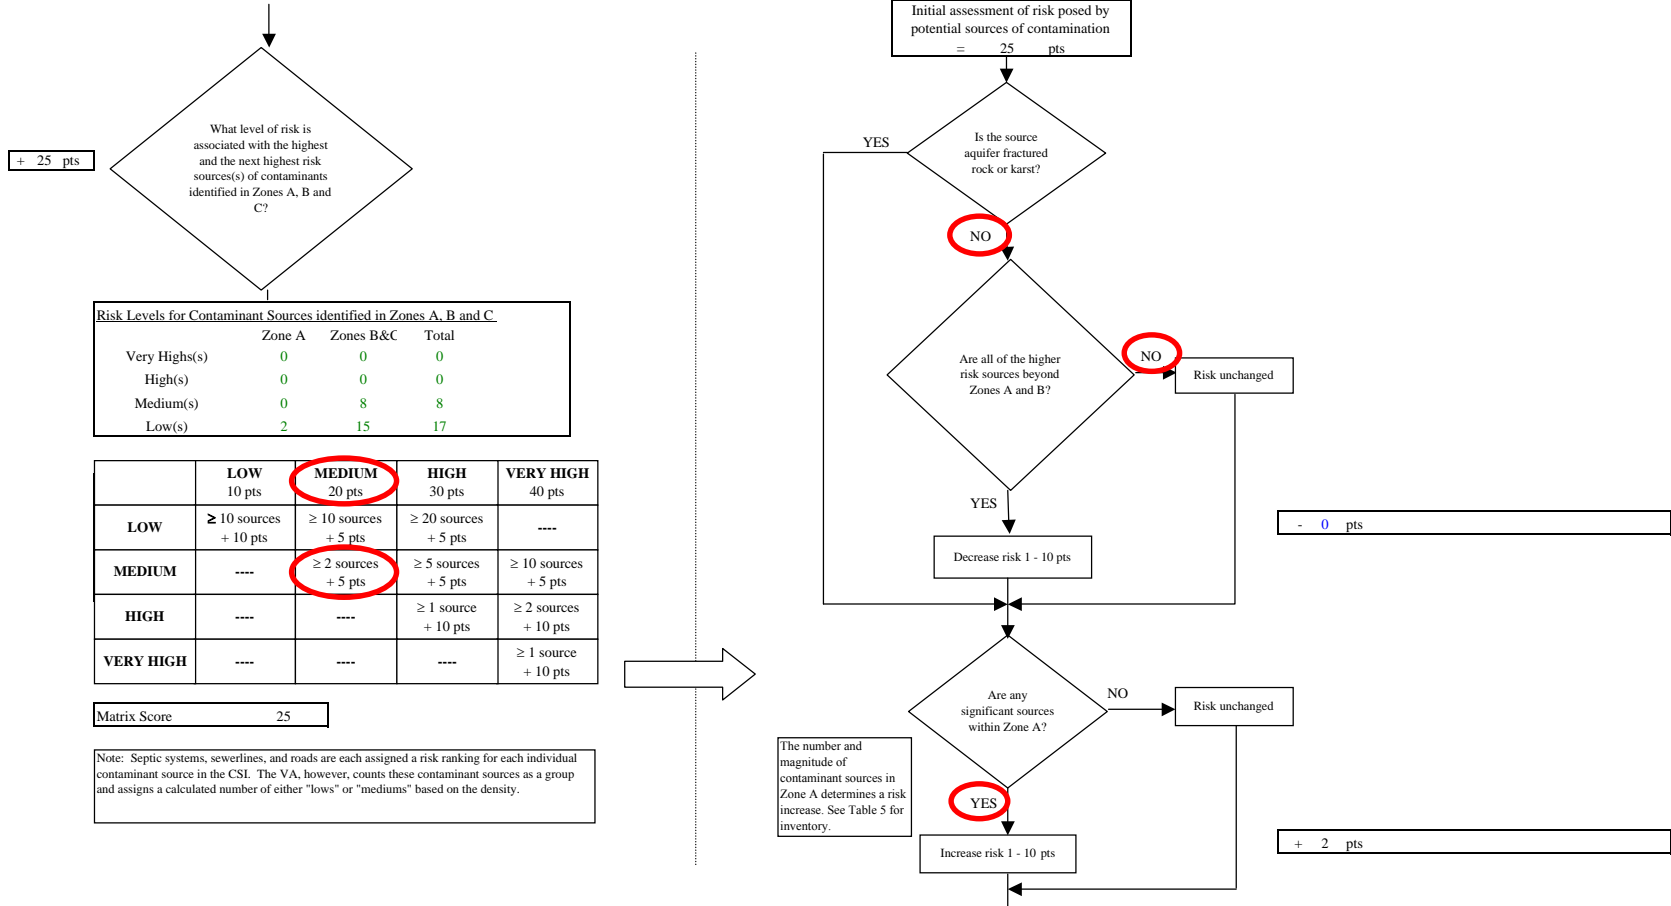 + 25 pts
What level of risk is
associated with the highest
and the next highest risk
sources(s) of contaminants
identified in Zones A, B and
C?
Risk Levels for Contaminant Sources identified in Zones A, B and C
Zone A Zones B&C Total
Very Highs(s) 0 0 0
High(s) 0 0 0
Medium(s) 0 8 8
Low(s) 2 15 17
LOW MEDIUM HIGH VERY HIGH
10 pts 20 pts 30 pts 40 pts
LOW ≥ 10 sources ≥ 10 sources ≥ 20 sources ----
+ 10 pts + 5 pts + 5 pts
MEDIUM ---- ≥ 2 sources ≥ 5 sources ≥ 10 sources
+ 5 pts + 5 pts + 5 pts
HIGH ---- ---- ≥ 1 source ≥ 2 sources
+ 10 pts + 10 pts
VERY HIGH ---- ---- ---- ≥ 1 source
+ 10 pts
Matrix Score 25
Note: Septic systems, sewerlines, and roads are each assigned a risk ranking for each individual
contaminant source in the CSI. The VA, however, counts these contaminant sources as a group
and assigns a calculated number of either "lows" or "mediums" based on the density.
Initial assessment of risk posed by
potential sources of contamination
= 25 pts
Is the source
aquifer fractured
rock or karst?
YES
NO
Are all of the higher
risk sources beyond
Zones A and B?
NO
Risk unchanged
YES
Decrease risk 1 - 10 pts
- 0 pts
Are any
significant sources
within Zone A?
NO
Risk unchanged
The number and
magnitude of
contaminant sources in
Zone A determines a risk
increase. See Table 5 for
inventory.
YES
Increase risk 1 - 10 pts
+ 2 pts